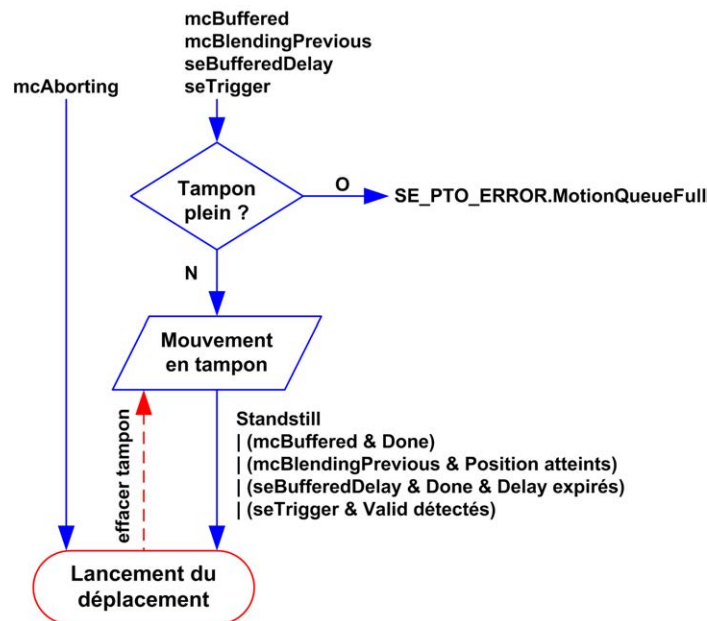 mcBuffered
mcBlendingPrevious
seBufferedDelay
seTrigger
mcAborting
Tampon
plein ?
O
SE_PTO_ERROR.MotionQueueFull
N
Mouvement
en tampon
effacer tampon
Standstill
| (mcBuffered & Done)
| (mcBlendingPrevious & Position atteints)
| (seBufferedDelay & Done & Delay expirés)
| (seTrigger & Valid détectés)
Lancement du
déplacement